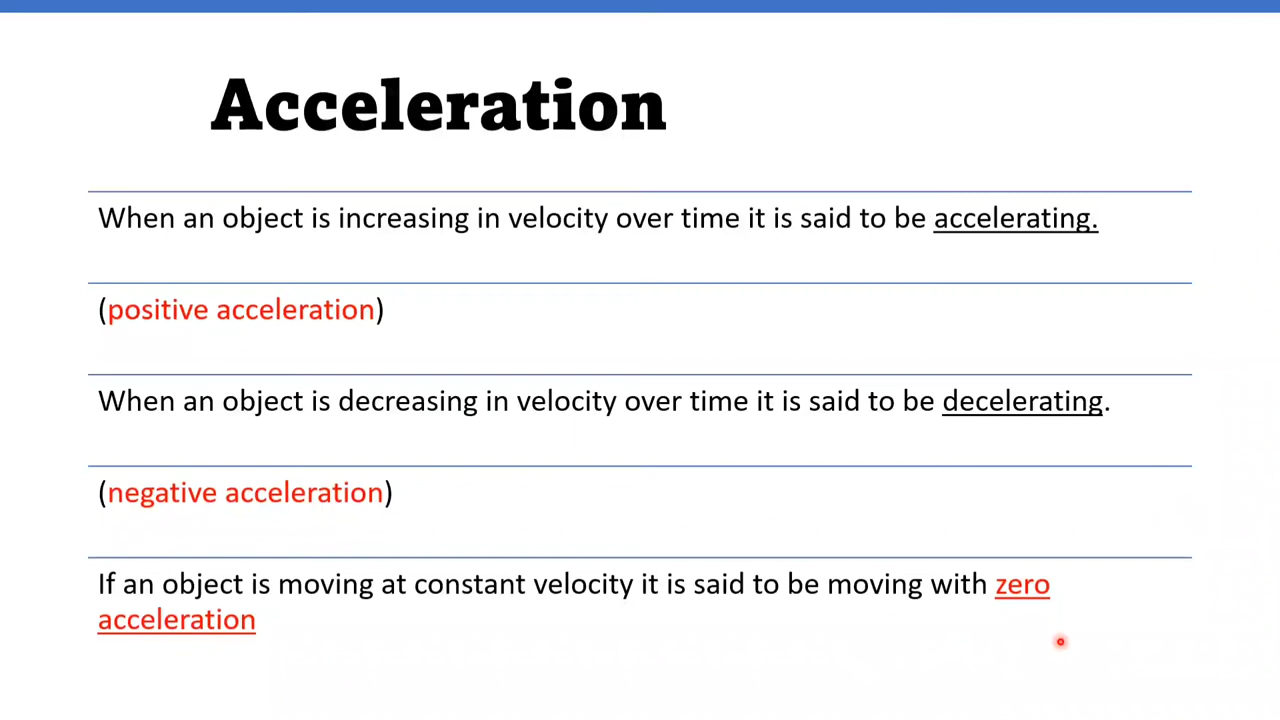 Acceleration
When an object is increasing in velocity over time it is said to be accelerating.
(positive acceleration)
When an object is decreasing in velocity over time it is said to be decelerating.
(negative acceleration)
If an object is moving at constant velocity it is said to be moving with zero
acceleration